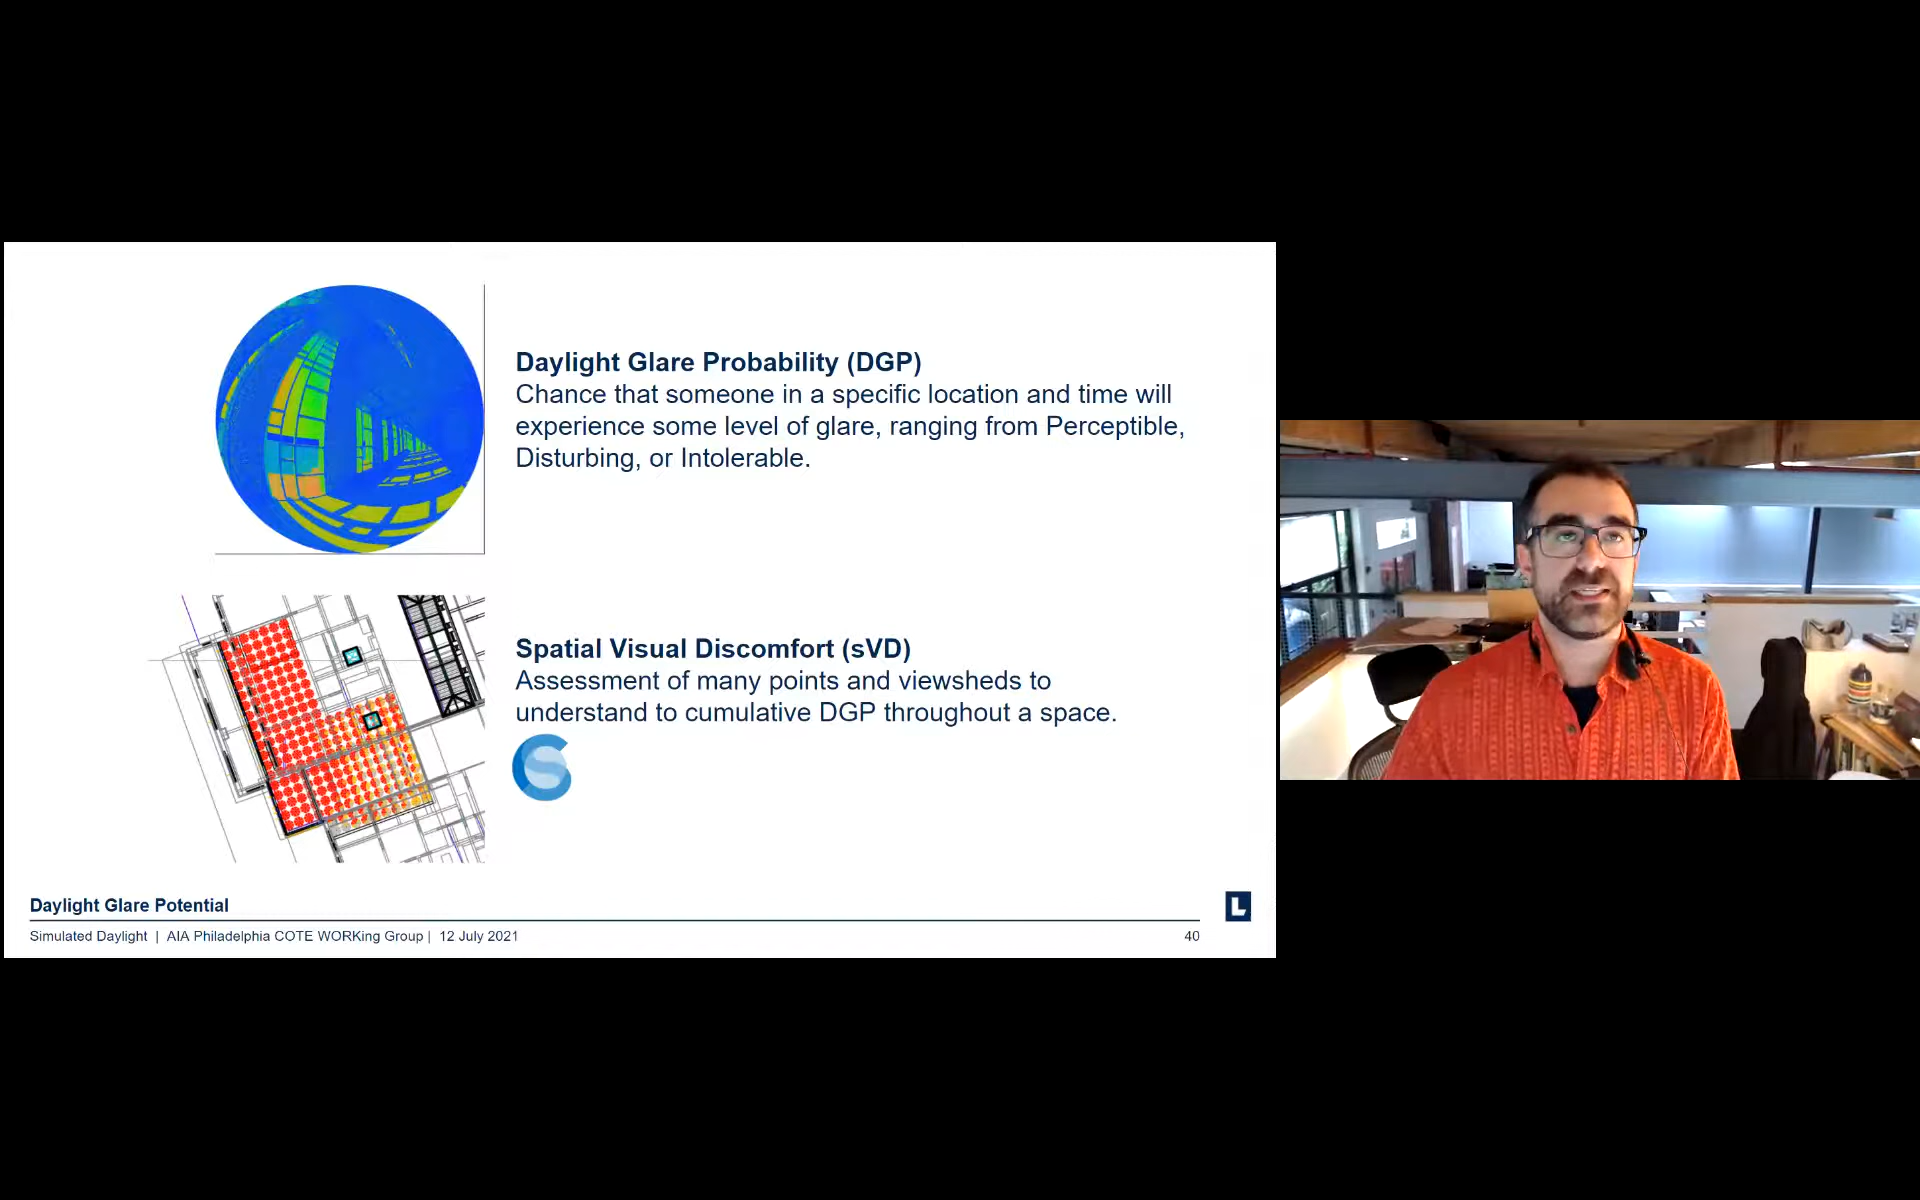 Daylight Glare Probability (DGP)
Chance that someone in a specific location and time will
experience some level of glare, ranging from Perceptible,
Disturbing, or Intolerable.
Spatial Visual Discomfort (sVD)
Assessment of many points and viewsheds to
understand to cumulative DGP throughout a space.
Daylight Glare Potential
L
Simulated Daylight | AIA Philadelphia COTE WORKing Group | 12 July 2021
40